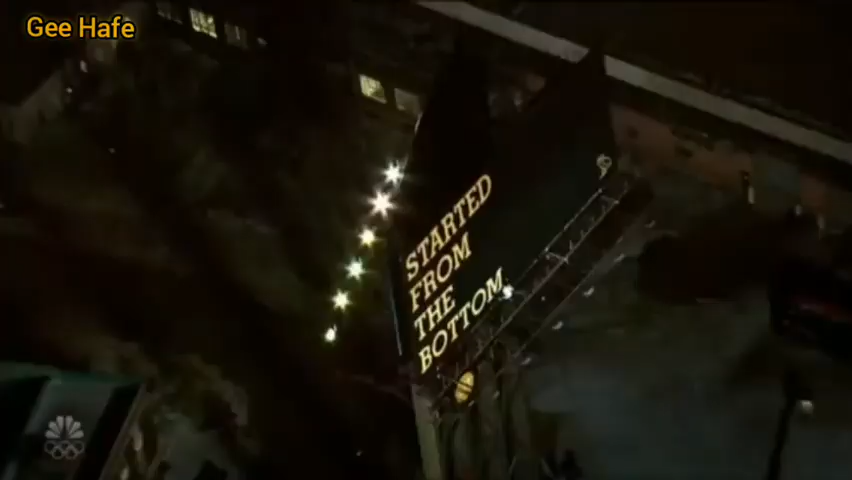 Gee Hafe
STARTED
FROM
THE
BOTTOM